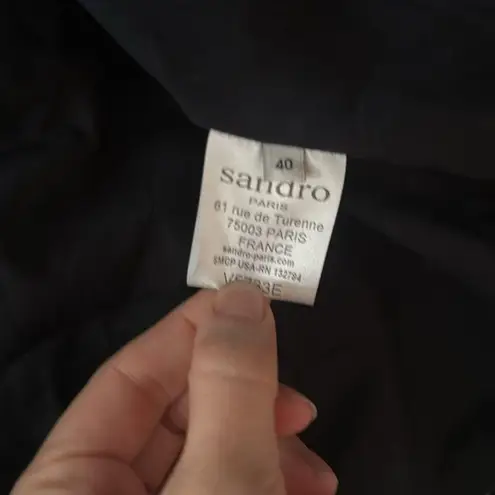 40
sandro
PARIS
61 rue de Turenne
75003 PARIS
FRANCE
sandro-paris.com
SMCP-USA-RN 132784